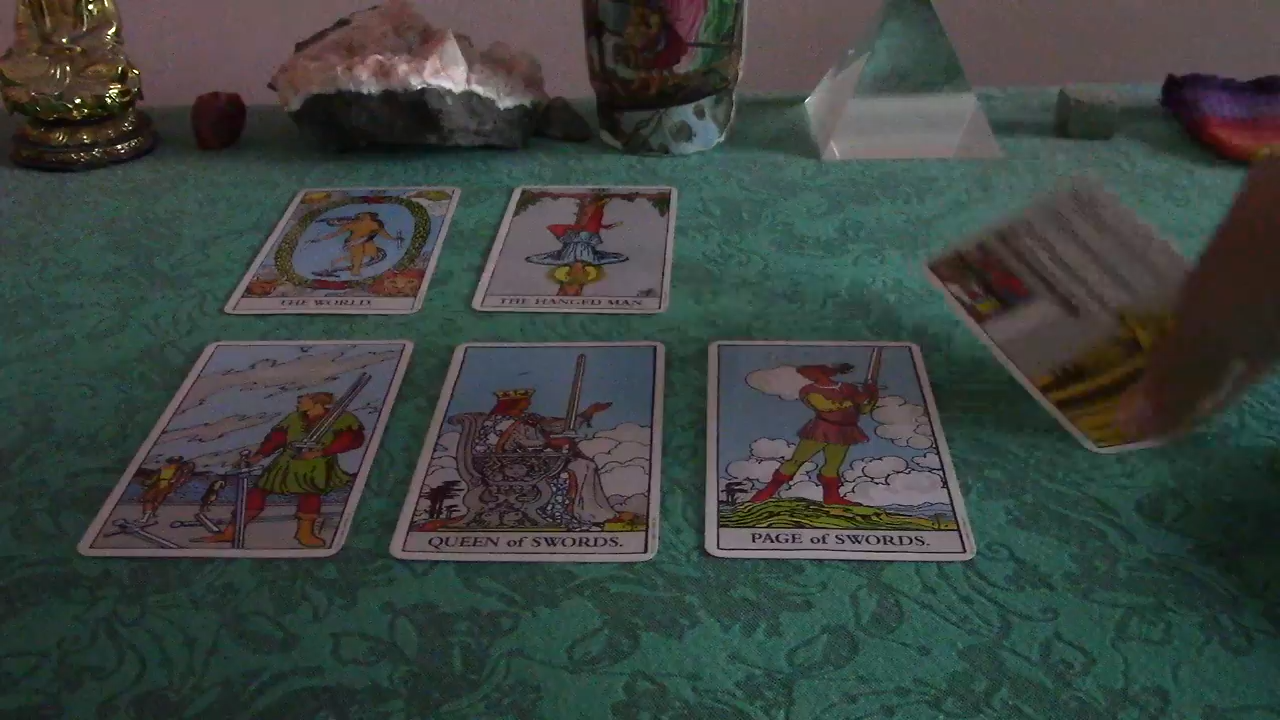 THE WORLD.
THE HANGED MAN
QUEEN of SWORDS.
PAGE of SWORDS.